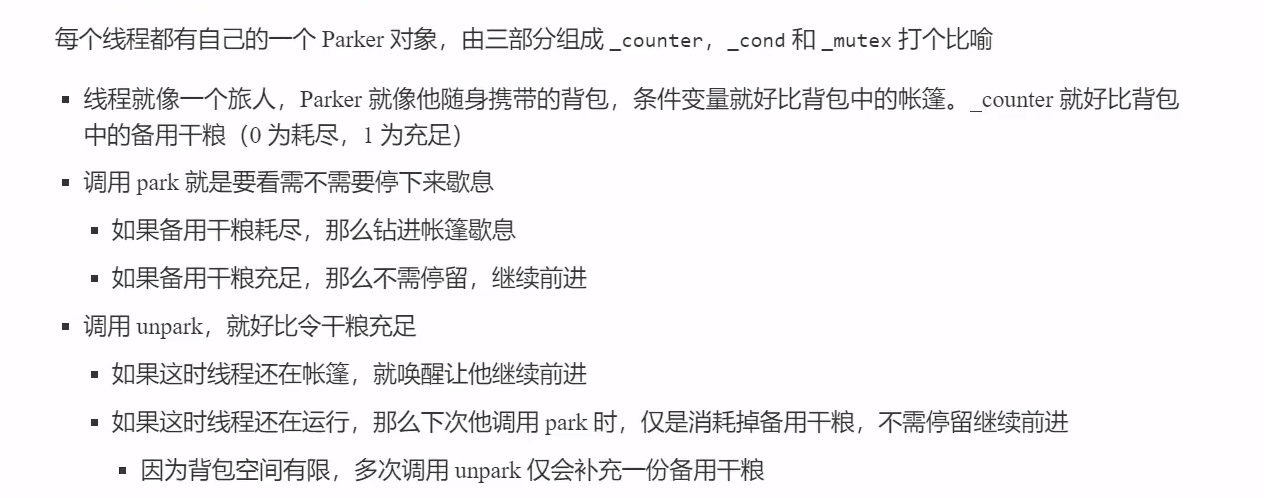 每个线程都有自己的一个 Parker 对象，由三部分组成 _counter，_cond 和 _mutex 打个比喻
▪ 线程就像一个旅人，Parker 就像他随身携带的背包，条件变量就好比背包中的帐篷。_counter 就好比背包
中的备用干粮（0 为耗尽，1 为充足）
▪ 调用 park 就是要看需不需要停下来歇息
▪ 如果备用干粮耗尽，那么钻进帐篷歇息
▪ 如果备用干粮充足，那么不需停留，继续前进
▪ 调用 unpark，就好比令干粮充足
▪ 如果这时线程还在帐篷，就唤醒让他继续前进
▪ 如果这时线程还在运行，那么下次他调用 park 时，仅是消耗掉备用干粮，不需停留继续前进
▪ 因为背包空间有限，多次调用 unpark 仅会补充一份备用干粮